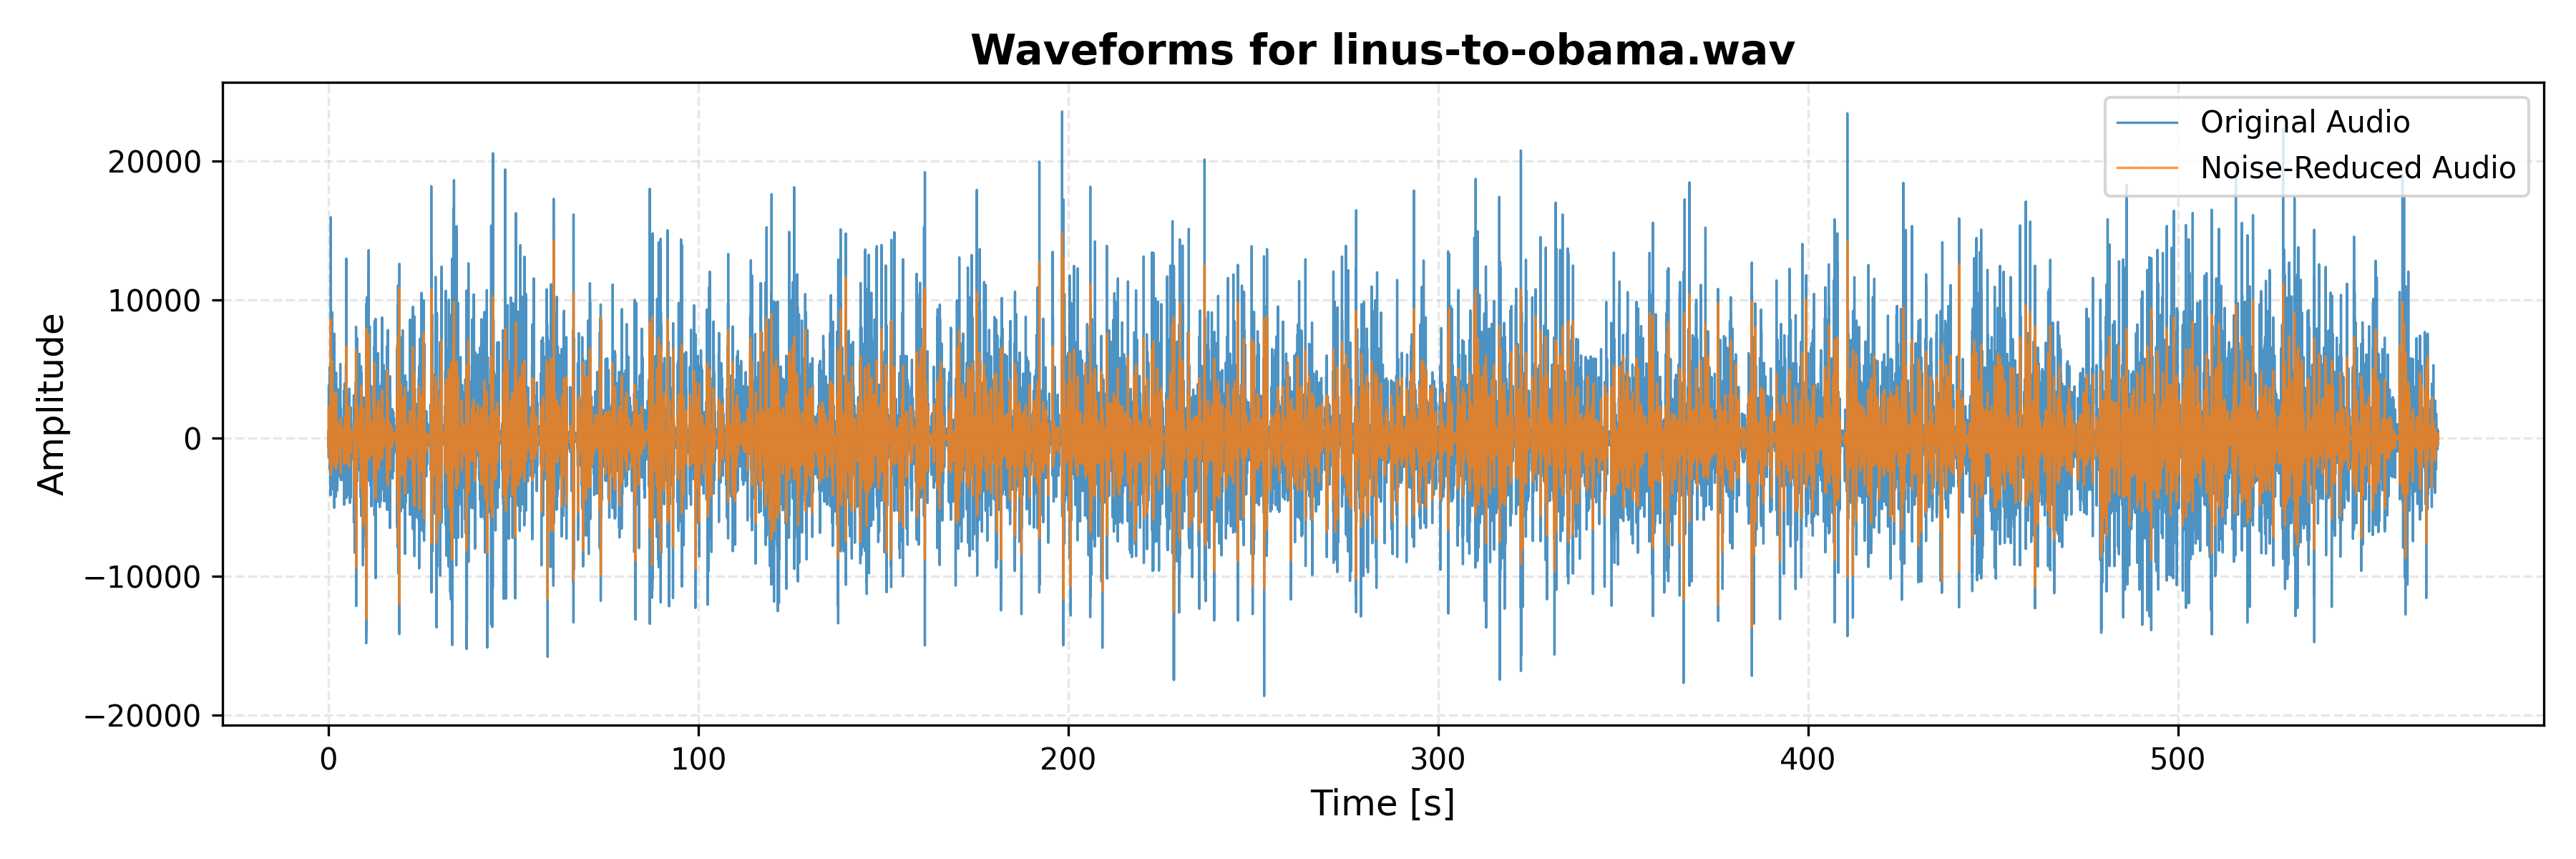 Waveforms for linus-to-obama.wav
Original Audio
Noise-Reduced Audio
20000
10000
0
−10000
−20000
Amplitude
0 100 200 300 400 500
Time [s]